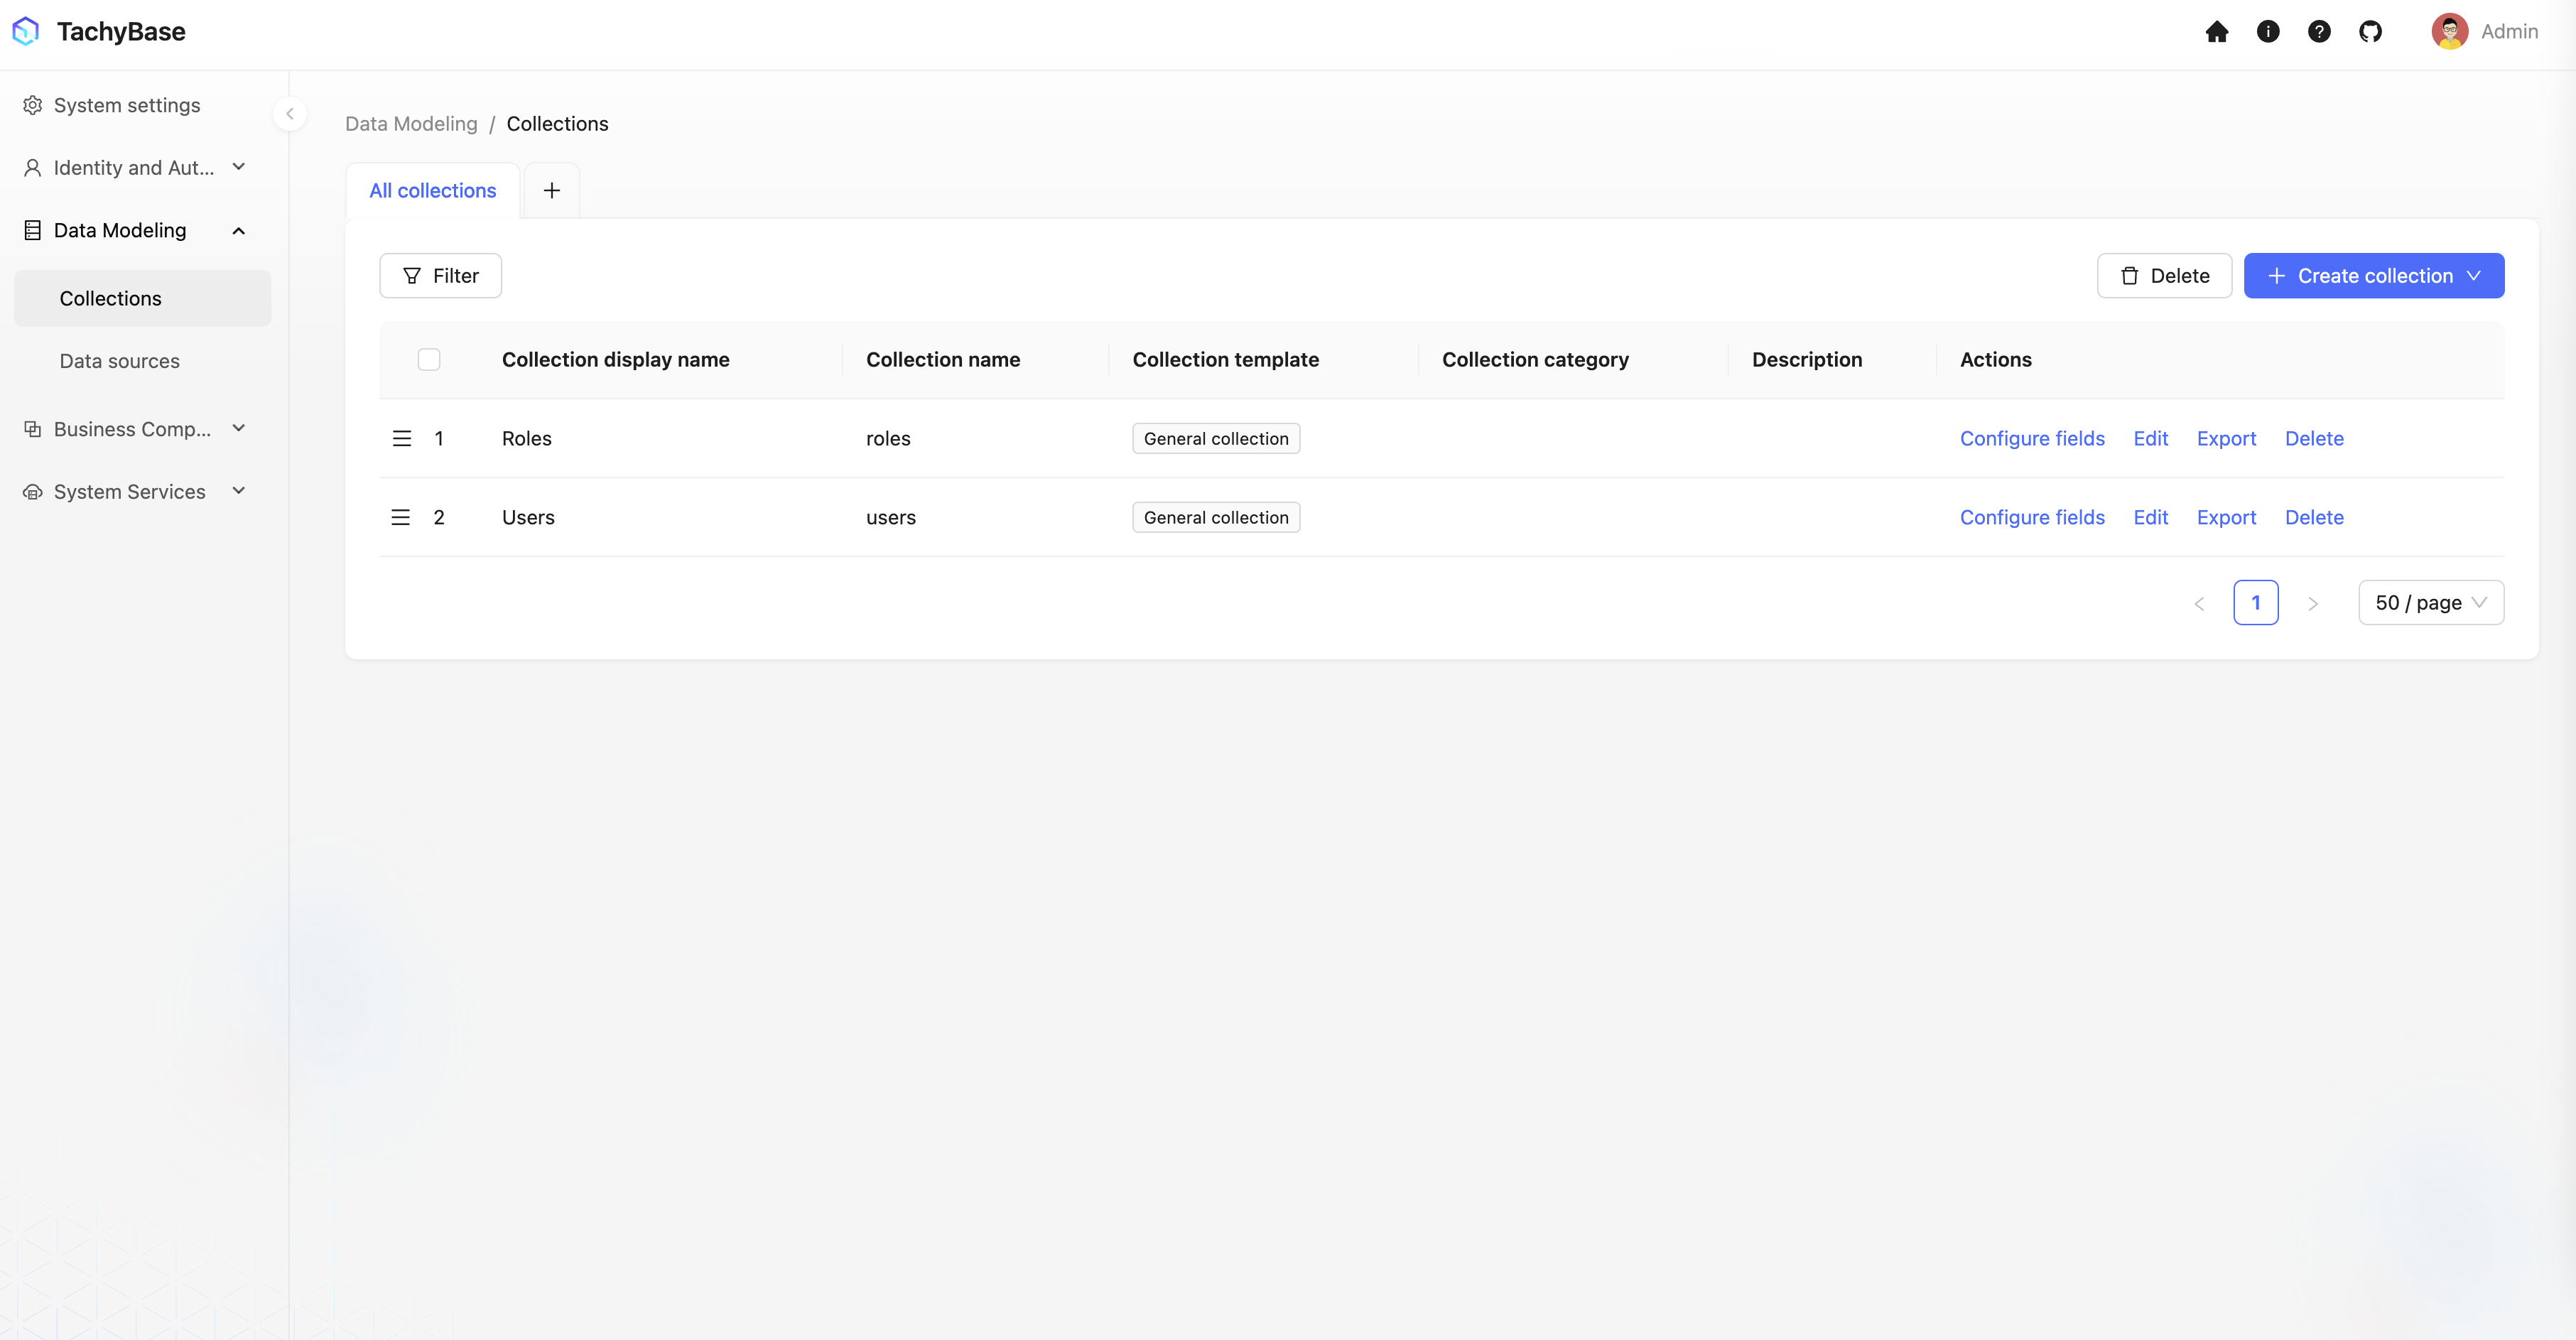 TachyBase
Admin
System settings
Identity and Aut...
Data Modeling
Collections
Data sources
Business Comp...
System Services
Data Modeling / Collections
All collections
Filter
Delete
Create collection
Collection display name Collection name Collection template Collection category Description Actions
1 Roles roles General collection Configure fields Edit Export Delete
2 Users users General collection Configure fields Edit Export Delete
1
50 / page